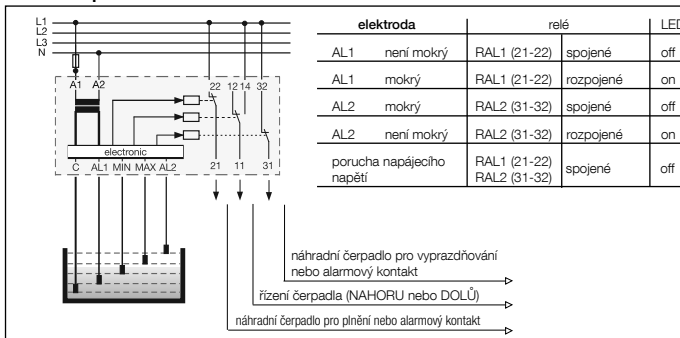 L1
L2
L3
N
A1 A2
22 12 14 32
electronic
21 11 31
C AL1 MIN MAX AL2
elektroda relé LED
AL1 není mokrý RAL1 (21-22) spojené off
AL1 mokrý RAL1 (21-22) rozpojené on
AL2 mokrý RAL2 (31-32) spojené off
AL2 není mokrý RAL2 (31-32) rozpojené on
porucha napájecího RAL1 (21-22) spojené off
napětí RAL2 (31-32)
náhradní čerpadlo pro vyprazdňování
nebo alarmový kontakt
řízení čerpadla (NAHORU nebo DOLŮ)
náhradní čerpadlo pro plnění nebo alarmový kontakt